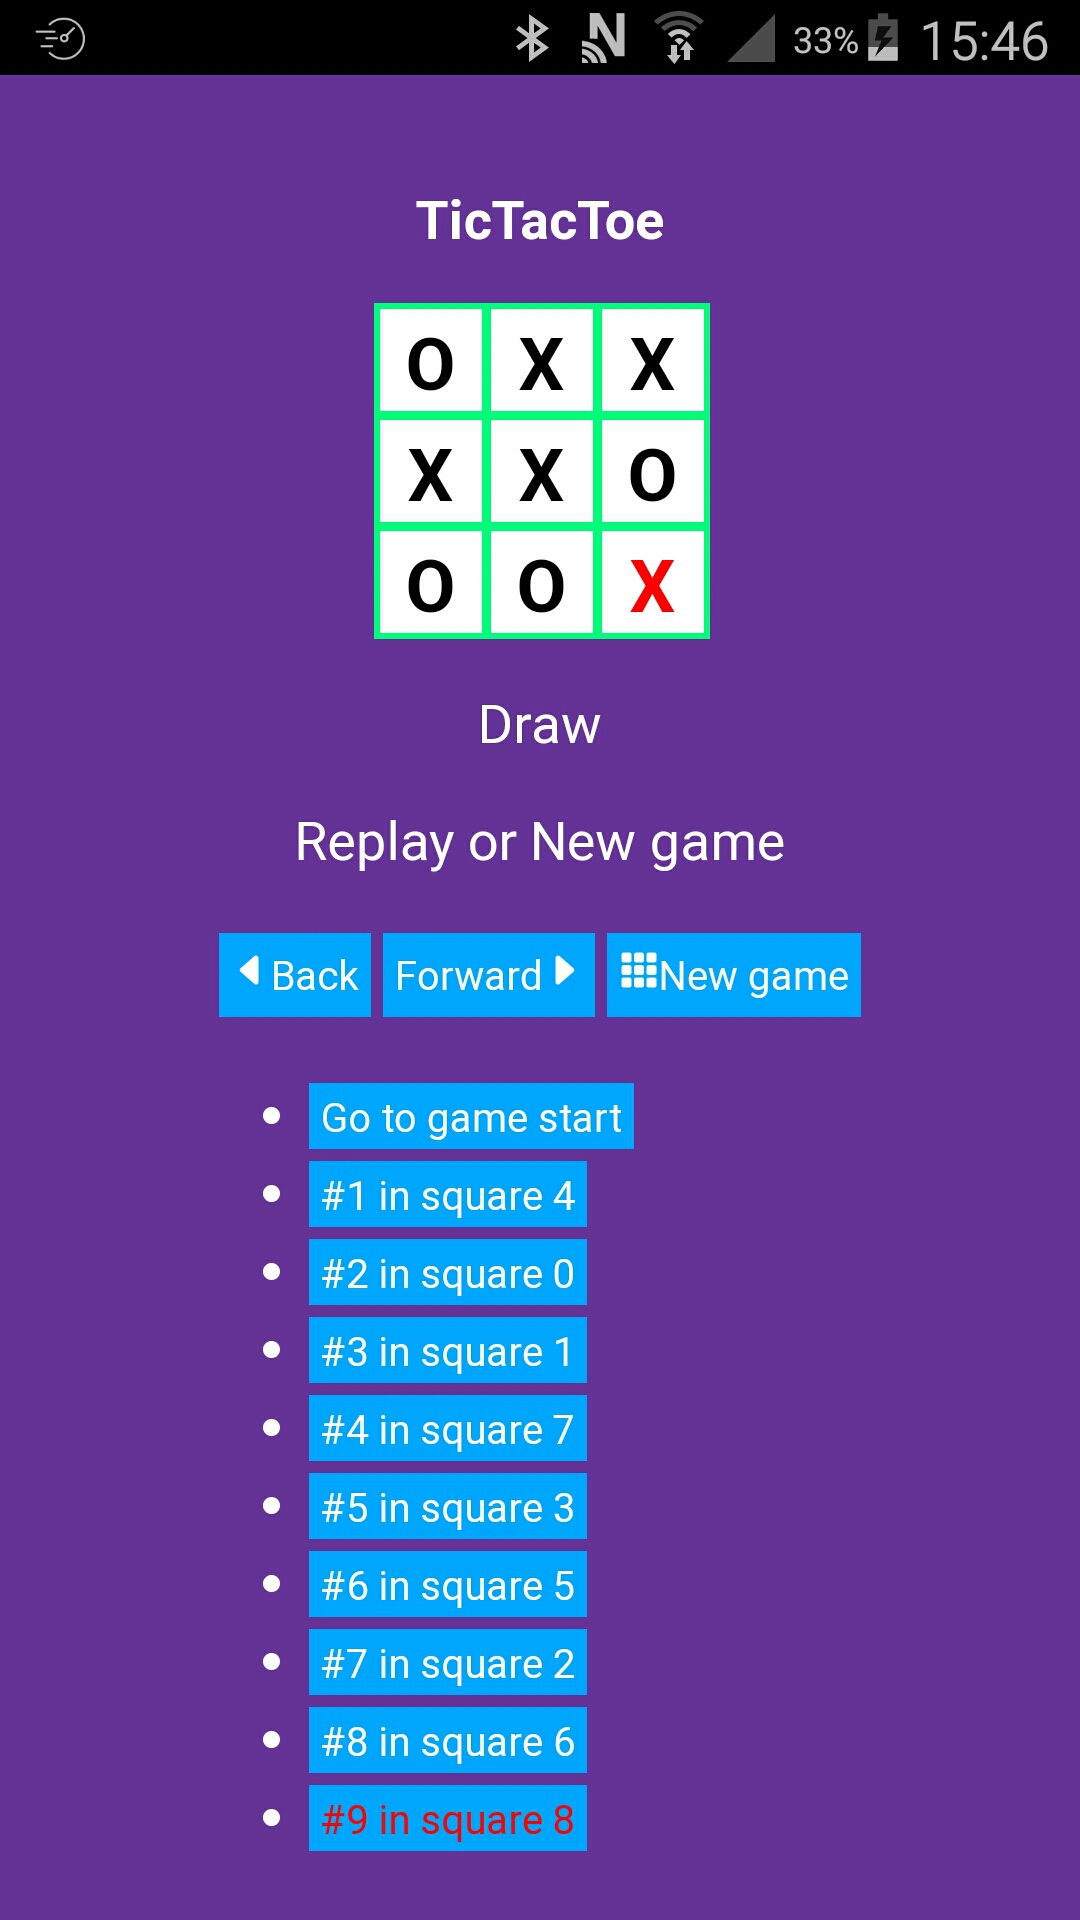 33% 15:46
TicTacToe
O X X
X X O
O O X
Draw
Replay or New game
Back Forward New game
Go to game start
#1 in square 4
#2 in square 0
#3 in square 1
#4 in square 7
#5 in square 3
#6 in square 5
#7 in square 2
#8 in square 6
#9 in square 8